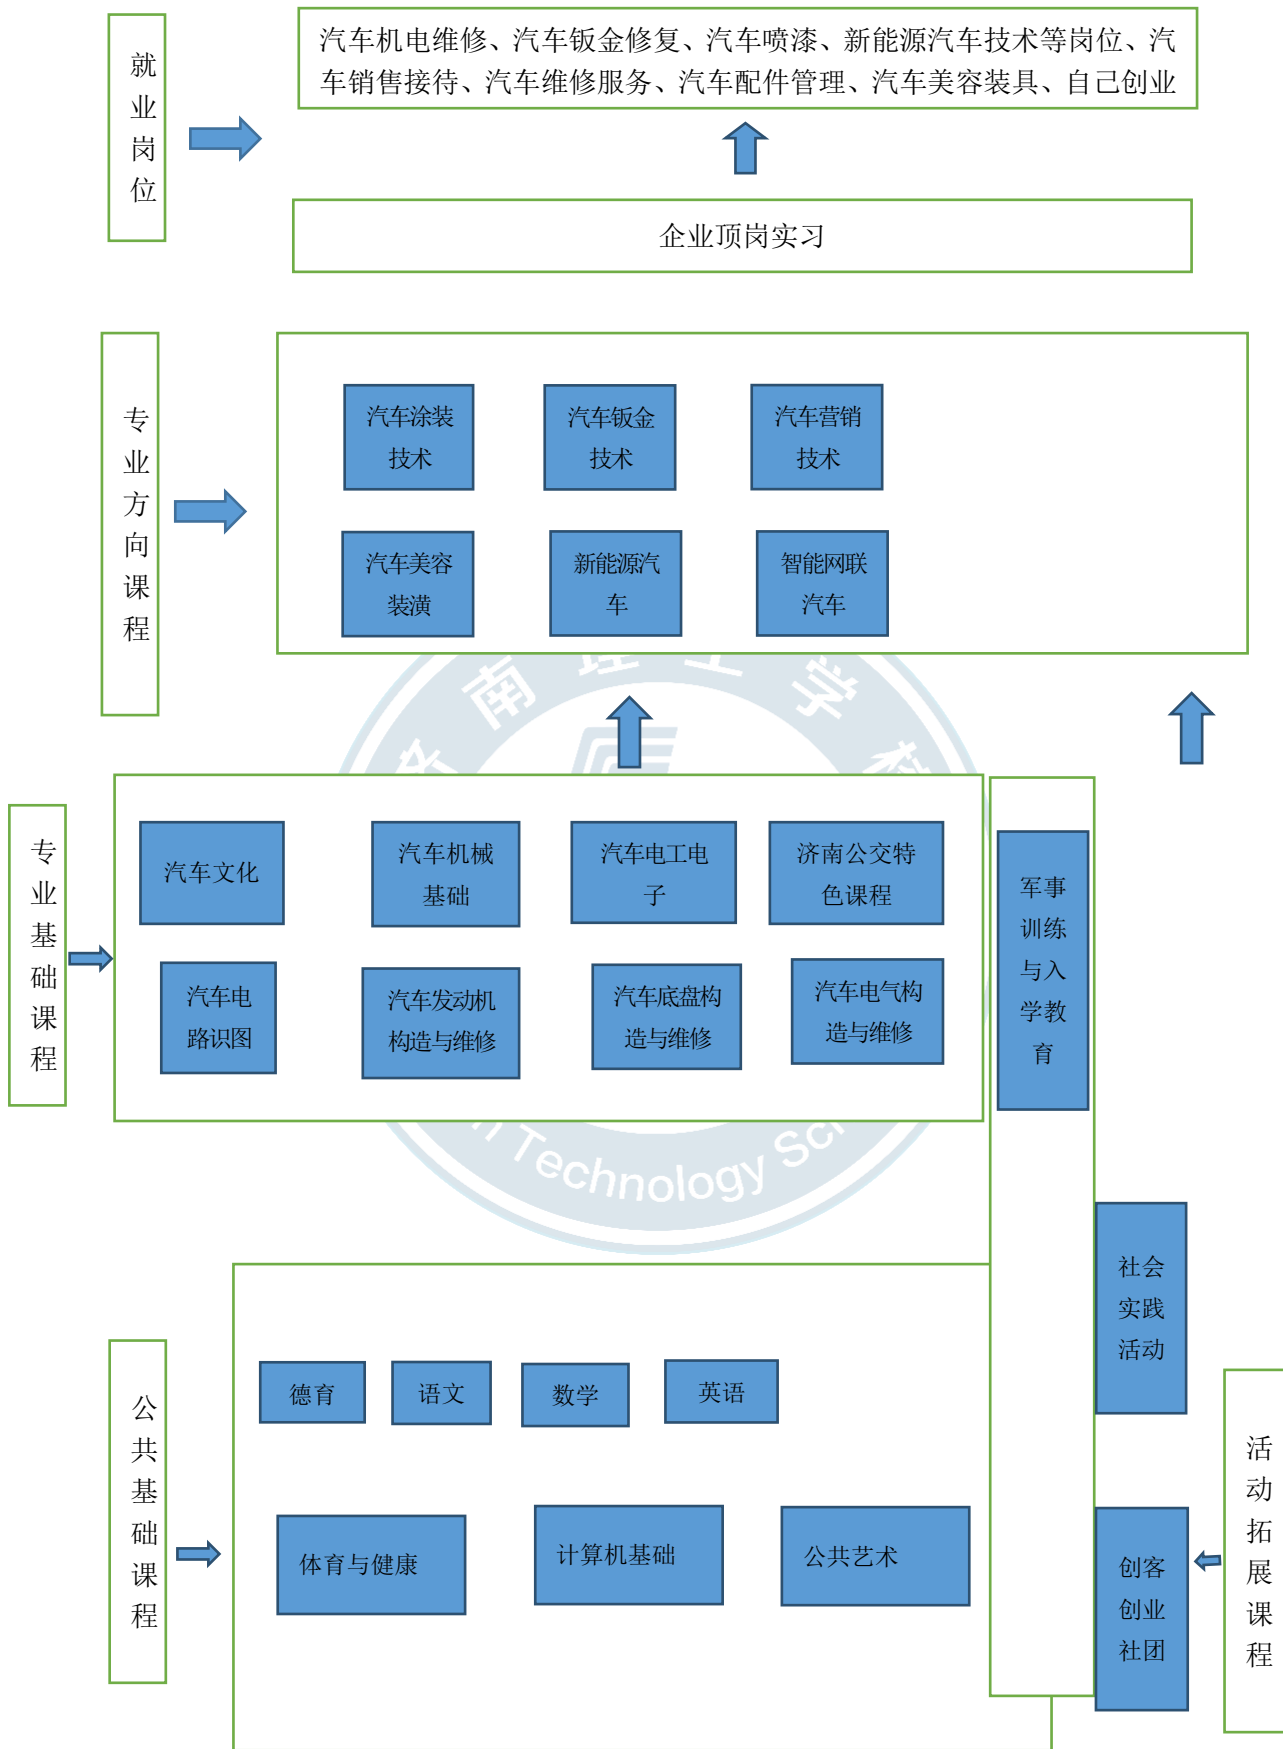 就业岗位
汽车机电维修、汽车钣金修复、汽车喷漆、新能源汽车技术等岗位、汽
车销售接待、汽车维修服务、汽车配件管理、汽车美容装具、自己创业
企业顶岗实习
专业方向课程
汽车涂装
技术
汽车钣金
技术
汽车营销
技术
汽车美容
装潢
新能源汽
车
智能网联
汽车
南理工学校
专业基础课程
汽车文化
汽车机械
基础
汽车电工电
子
济南公交特
色课程
汽车电
路识图
汽车发动机
构造与维修
汽车底盘构
造与维修
汽车电气构
造与维修
军事
训练
与入
学教
育
Technology
社会
实践
活动
公共基础课程
德育
语文
数学
英语
体育与健康
计算机基础
公共艺术
创客
创业
社团
活动拓展课程